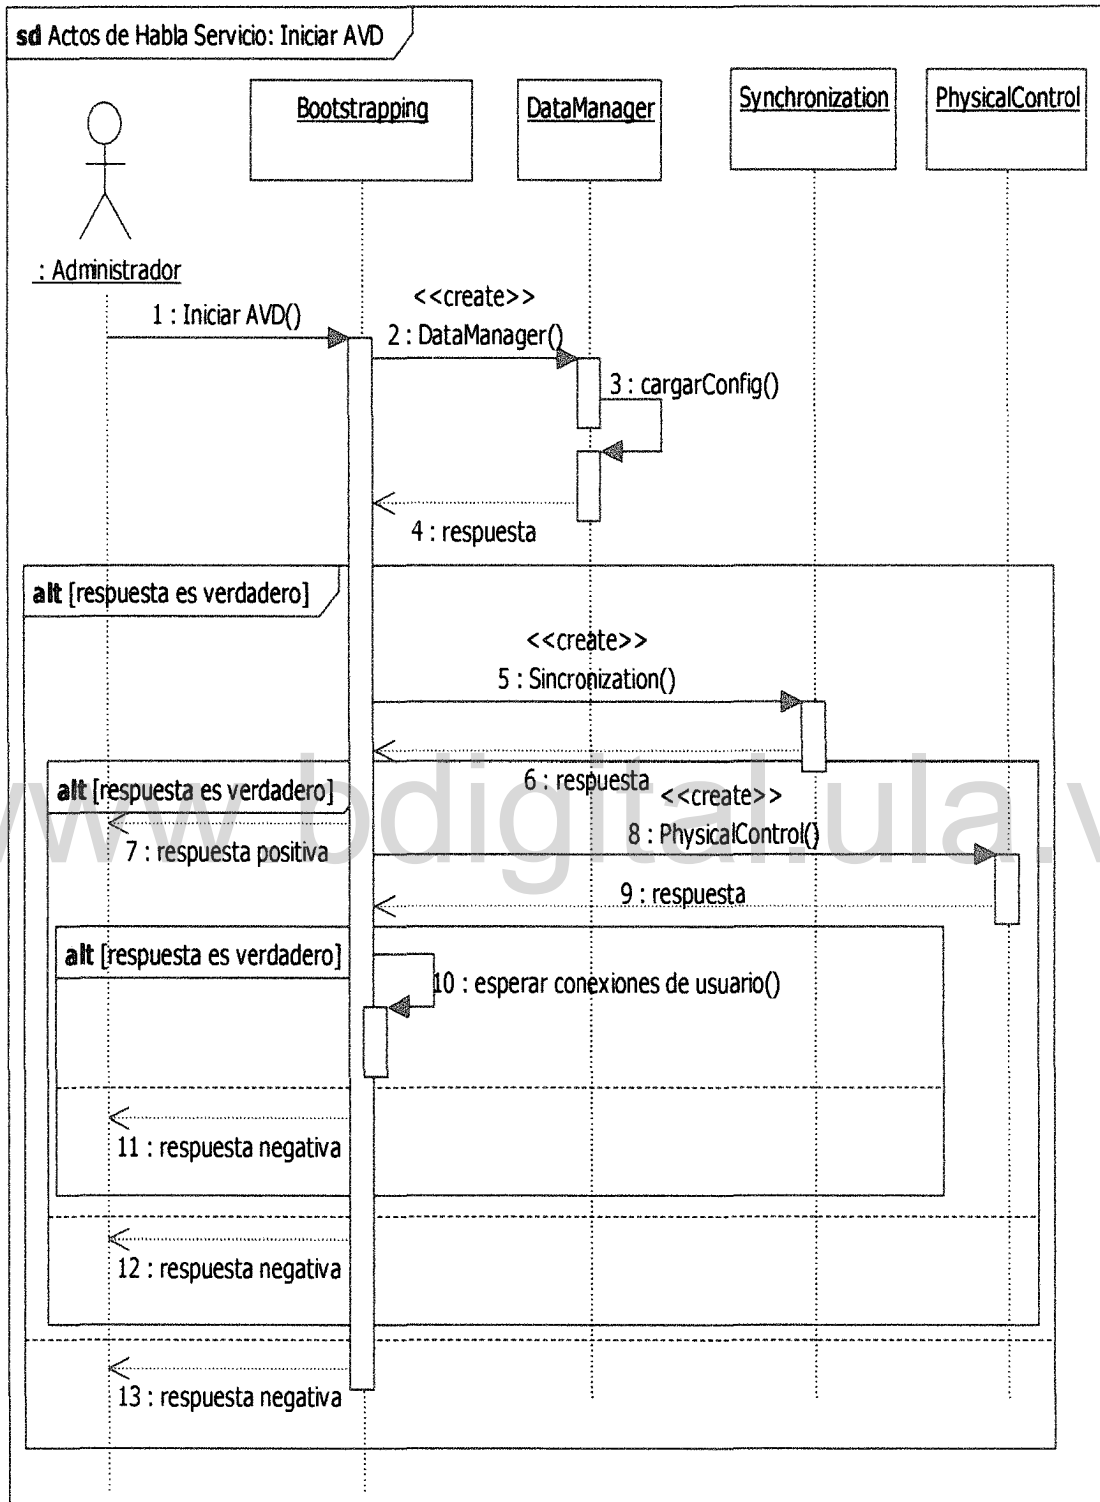 sd Actos de Habla Servicio: Iniciar AVD
Bootstrapping
DataManager
Synchronization
PhysicalControl
: Administrador
1 : Iniciar AVD()
<<create>>
2 : DataManager()
3 : cargarConfig()
4 : respuesta
alt [respuesta es verdadero]
<<create>>
5 : Sincronization()
6 : respuesta
alt [respuesta es verdadero]
<<create>>
7 : respuesta positiva
8 : PhysicalControl()
www.bdigital.ula.v
9 : respuesta
alt [respuesta es verdadero]
10 : esperar conexiones de usuario()
11 : respuesta negativa
12 : respuesta negativa
13 : respuesta negativa